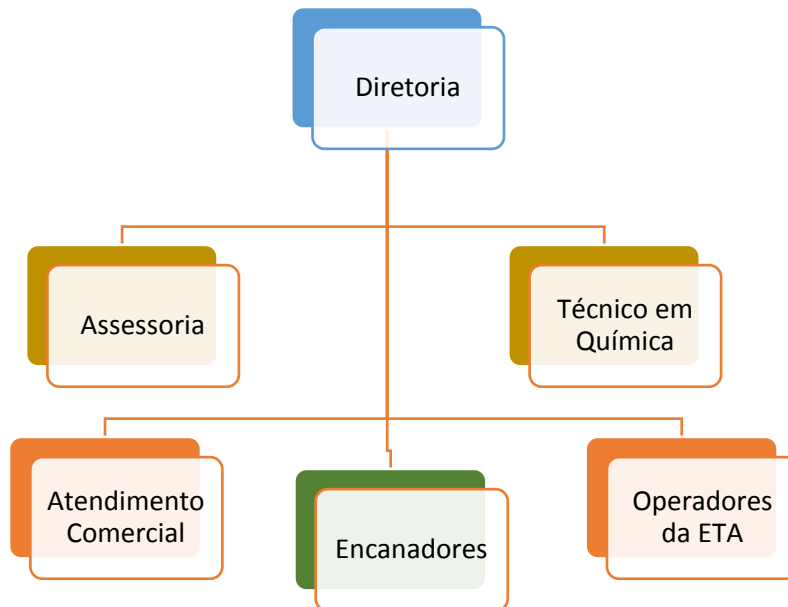 Diretoria
Assessoria
Técnico em
Química
Atendimento
Comercial
Encanadores
Operadores
da ETA